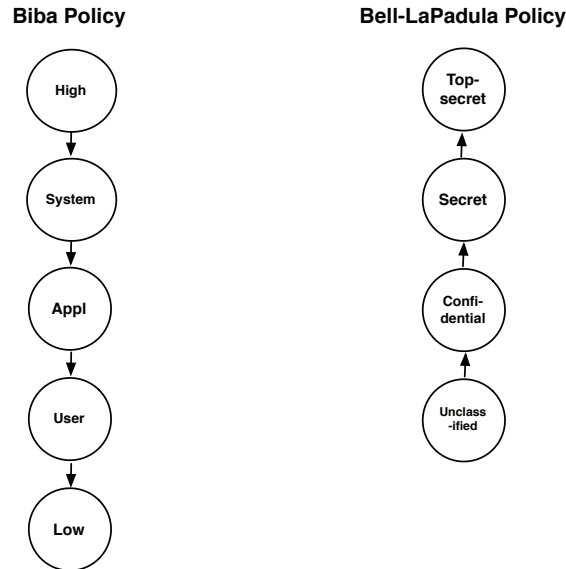 Biba Policy
High
System
Appl
User
Low
Bell-LaPadula Policy
Top-
secret
Secret
Confi-
dential
Unclass
-ified